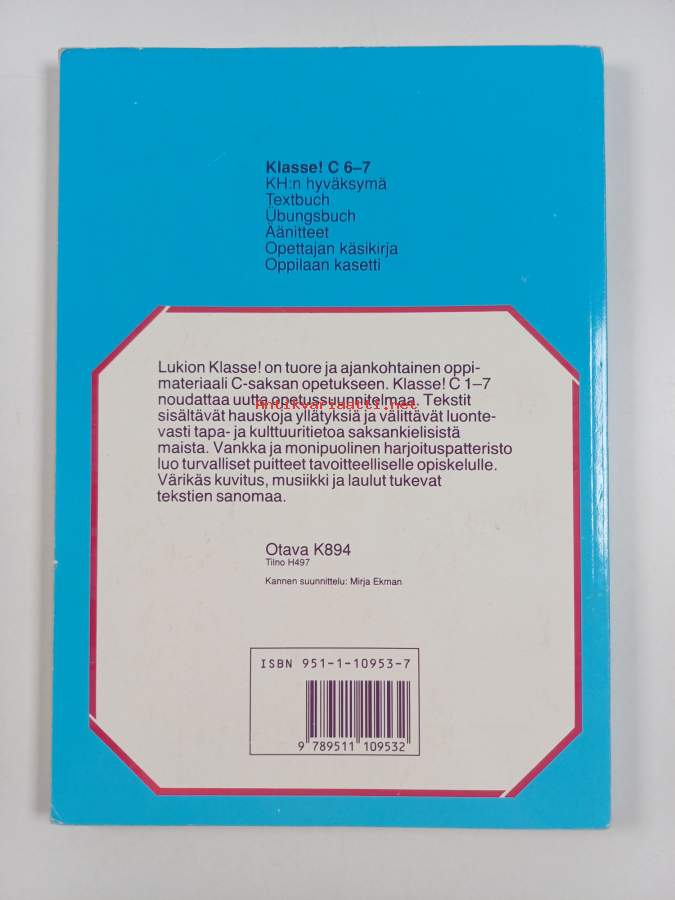 Klasse! C 6–7
KH:n hyväksymä
Textbuch
Übungsbuch
Äänitteet
Opettajan käsikirja
Oppilaan kasetti
Lukion Klasse! on tuore ja ajankohtainen oppi-
materiaali C-saksan opetukseen. Klasse! C 1–7
noudattaa uutta opetussuunnitelmaa. Tekstit
Antikvariaatti.net
sisältävät hauskoja yllätyksiä ja välittävät luonte-
vasti tapa- ja kulttuuritietoa saksankielisistä
maista. Vankka ja monipuolinen harjoituspatteristo
luo turvalliset puitteet tavoitteelliselle opiskelulle.
Värikäs kuvitus, musiikki ja laulut tukevat
tekstien sanomaa.
Otava K894
Tilno H497
Kannen suunnittelu: Mirja Ekman
ISBN 951-1-10953-7
9 789511 109532